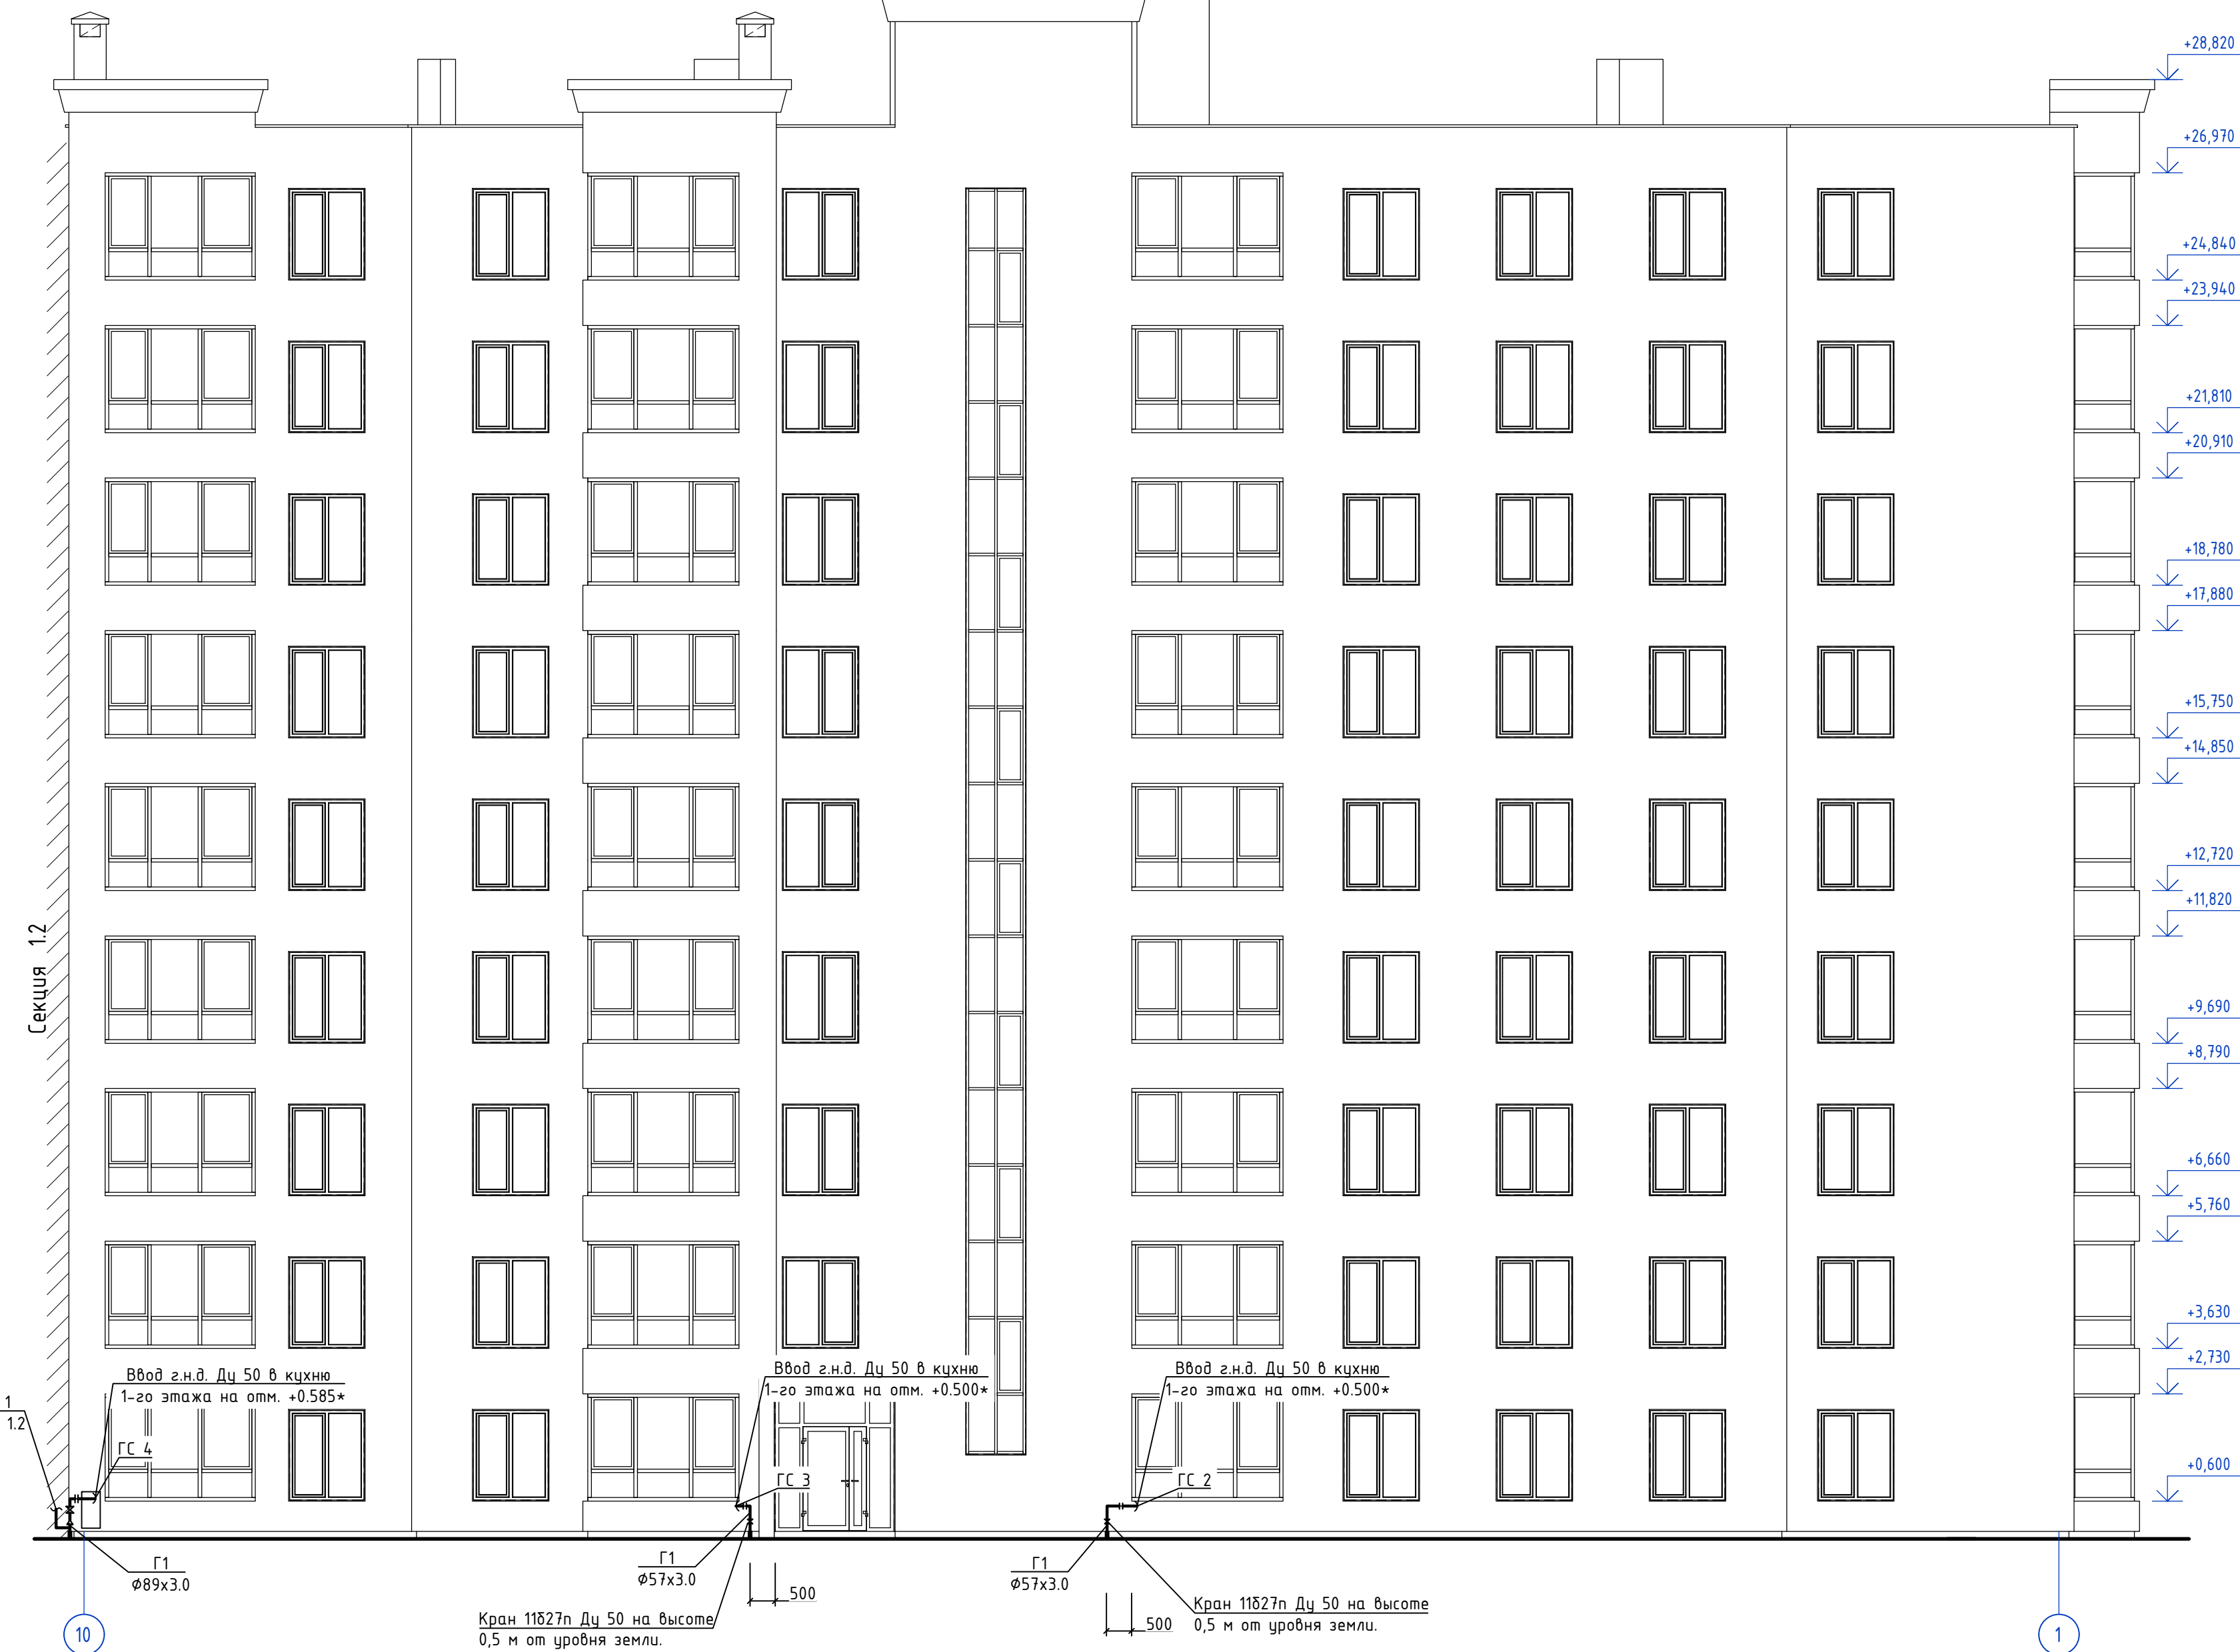 +28,820
+26,970
+24,840
+23,940
+21,810
+20,910
+18,780
+17,880
+15,750
+14,850
+12,720
+11,820
Секция 1.2
+9,690
+8,790
+6,660
+5,760
+3,630
+2,730
Ввод г.н.д. Ду 50 в кухню
1-го этажа на отм. +0.585*
Ввод г.н.д. Ду 50 в кухню
1-го этажа на отм. +0.500*
Ввод г.н.д. Ду 50 в кухню
1-го этажа на отм. +0.500*
1
1.2
ГС 4
ГС 3
ГС 2
+0,600
Г1
Ø89х3.0
Г1
Ø57х3.0
Г1
Ø57х3.0
500
500
Кран 11б27п Ду 50 на высоте
0,5 м от уровня земли.
Кран 11б27п Ду 50 на высоте
0,5 м от уровня земли.
10
1